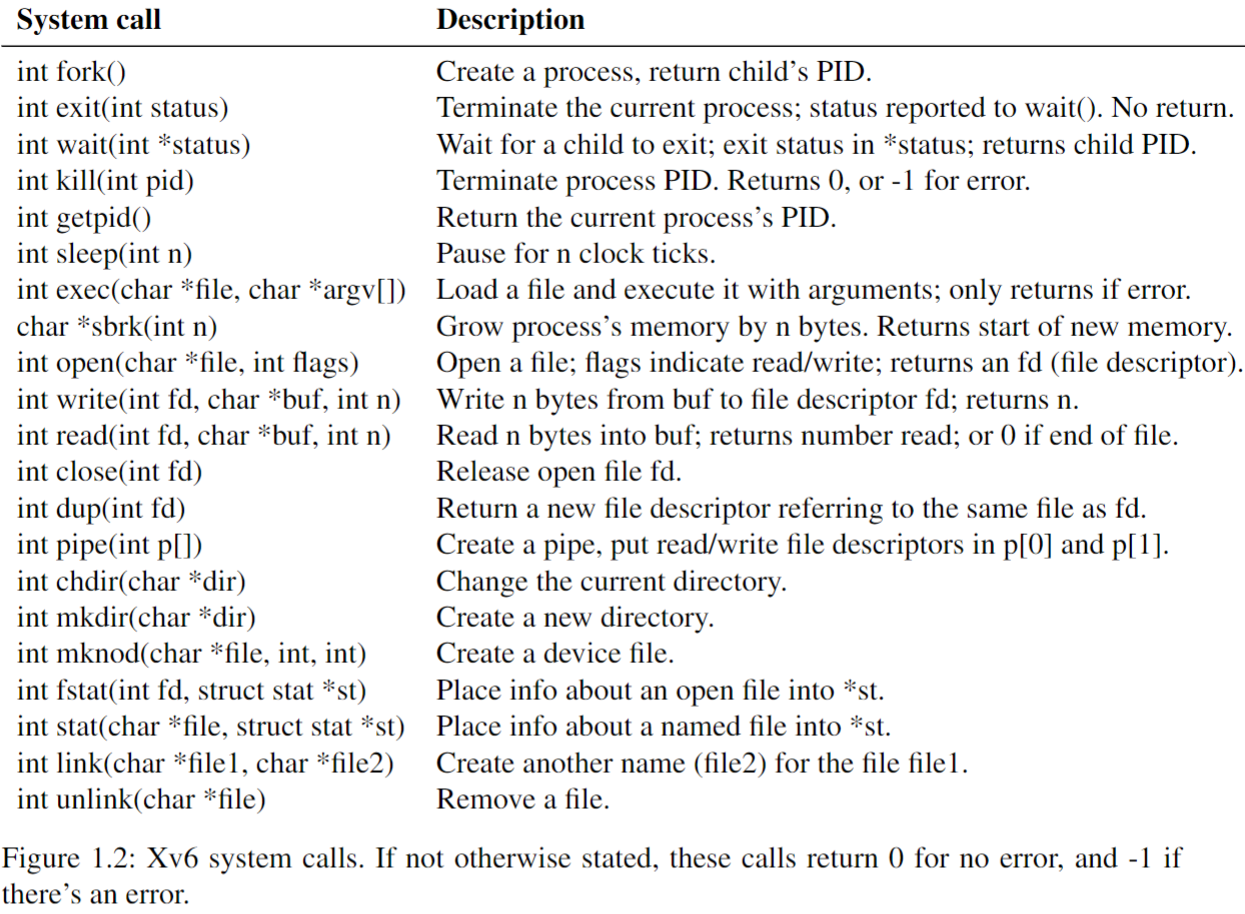 System call Description
int fork() Create a process, return child's PID.
int exit(int status) Terminate the current process; status reported to wait(). No return.
int wait(int *status) Wait for a child to exit; exit status in *status; returns child PID.
int kill(int pid) Terminate process PID. Returns 0, or -1 for error.
int getpid() Return the current process's PID.
int sleep(int n) Pause for n clock ticks.
int exec(char *file, char *argv[]) Load a file and execute it with arguments; only returns if error.
char *sbrk(int n) Grow process's memory by n bytes. Returns start of new memory.
int open(char *file, int flags) Open a file; flags indicate read/write; returns an fd (file descriptor).
int write(int fd, char *buf, int n) Write n bytes from buf to file descriptor fd; returns n.
int read(int fd, char *buf, int n) Read n bytes into buf; returns number read; or 0 if end of file.
int close(int fd) Release open file fd.
int dup(int fd) Return a new file descriptor referring to the same file as fd.
int pipe(int p[]) Create a pipe, put read/write file descriptors in p[0] and p[1].
int chdir(char *dir) Change the current directory.
int mkdir(char *dir) Create a new directory.
int mknod(char *file, int, int) Create a device file.
int fstat(int fd, struct stat *st) Place info about an open file into *st.
int stat(char *file, struct stat *st) Place info about a named file into *st.
int link(char *file1, char *file2) Create another name (file2) for the file file1.
int unlink(char *file) Remove a file.
Figure 1.2: Xv6 system calls. If not otherwise stated, these calls return 0 for no error, and -1 if
there's an error.